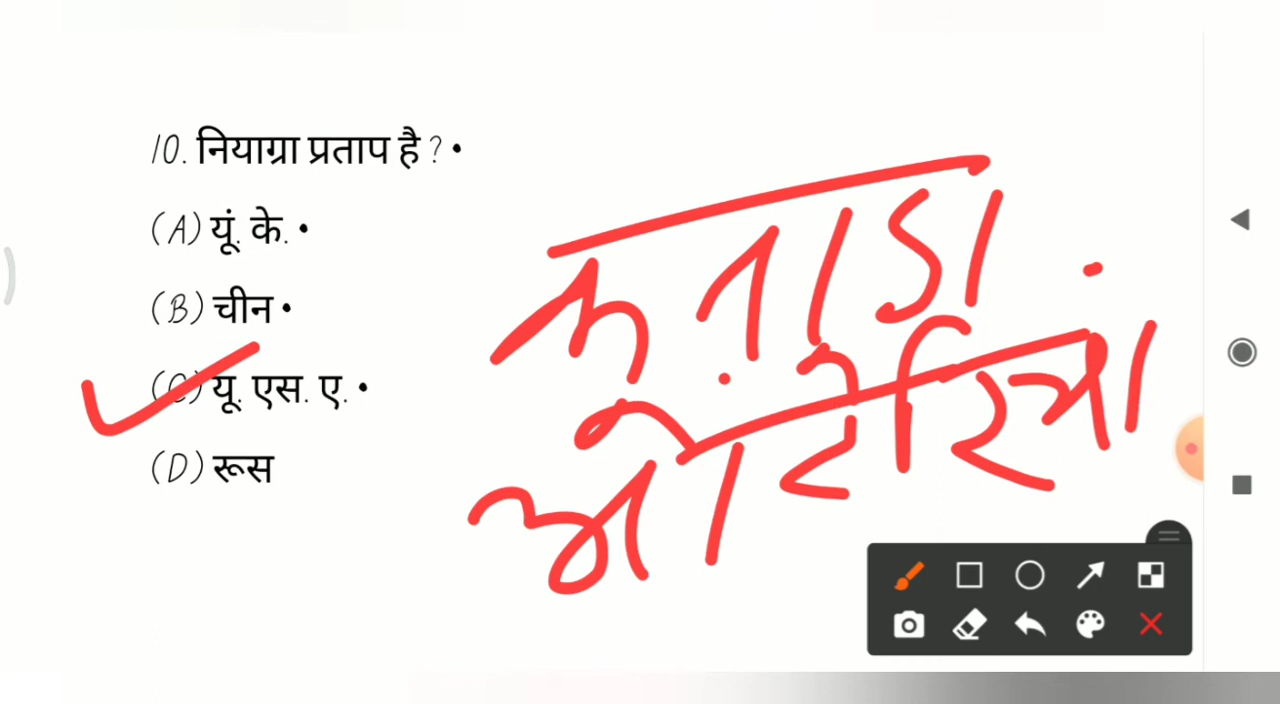 10. नियाग्रा प्रताप है ? •
(A) यूं. के. •
(B) चीन •
(C) यू. एस. ए. •
(D) रूस
कनाडा
ओंटारियो